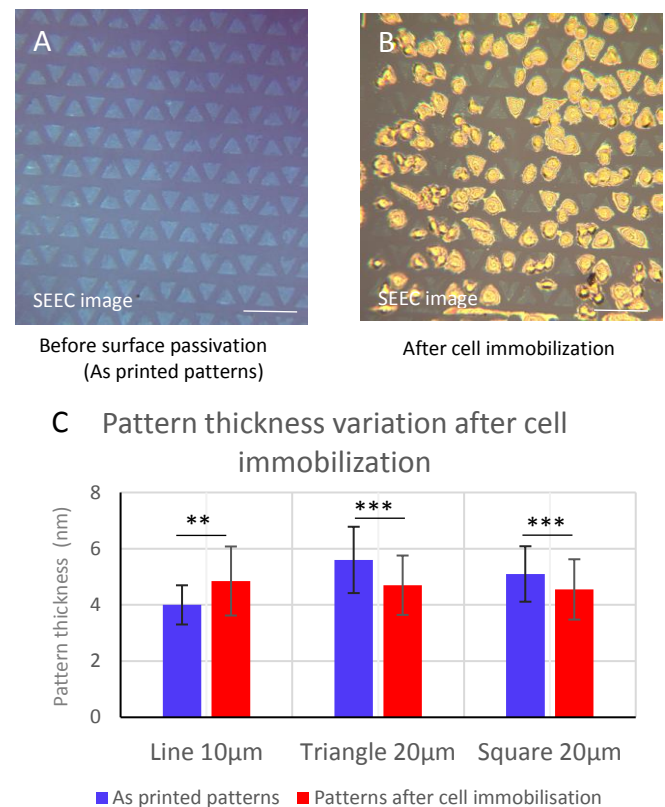 A
SEEC image
B
SEEC image
Before surface passivation
(As printed patterns)
After cell immobilization
C Pattern thickness variation after cell
immobilization
Pattern thickness (nm)
8
6
4
2
0
**
***
***
Line 10µm
Triangle 20µm
Square 20µm
As printed patterns
Patterns after cell immobilisation